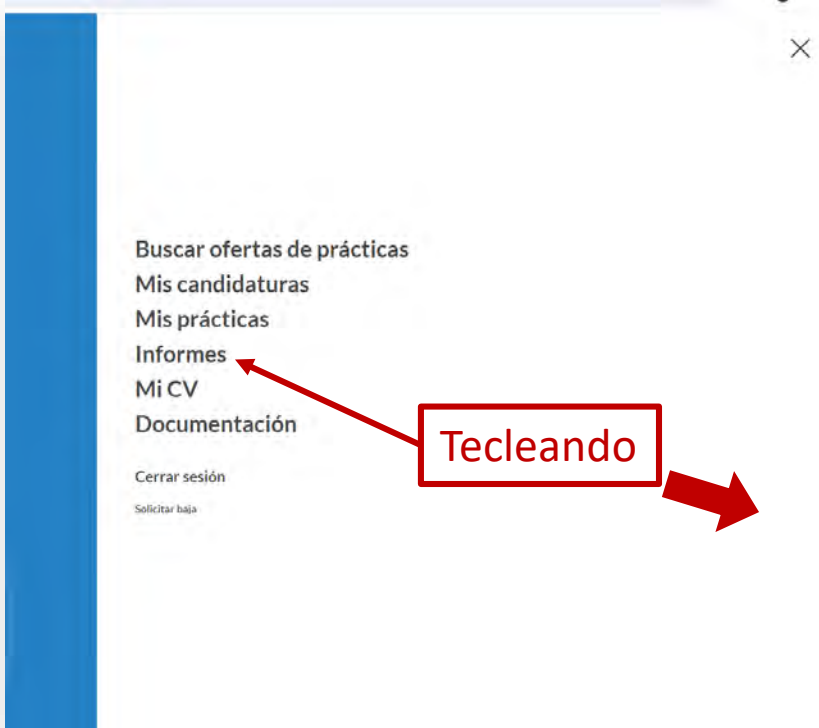 Buscar ofertas de prácticas
Mis candidaturas
Mis prácticas
Informes
Mi CV
Documentación
Tecleando
Cerrar sesión
Solicitar baja